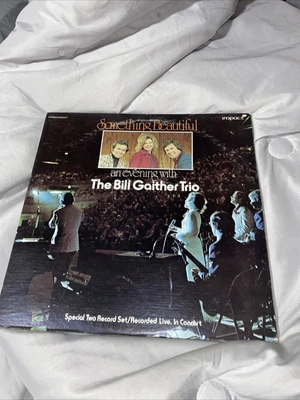 impact
Something Beautiful
an evening with
The Bill Gaither Trio
Special Two Record Set/Recorded Live, In Concert